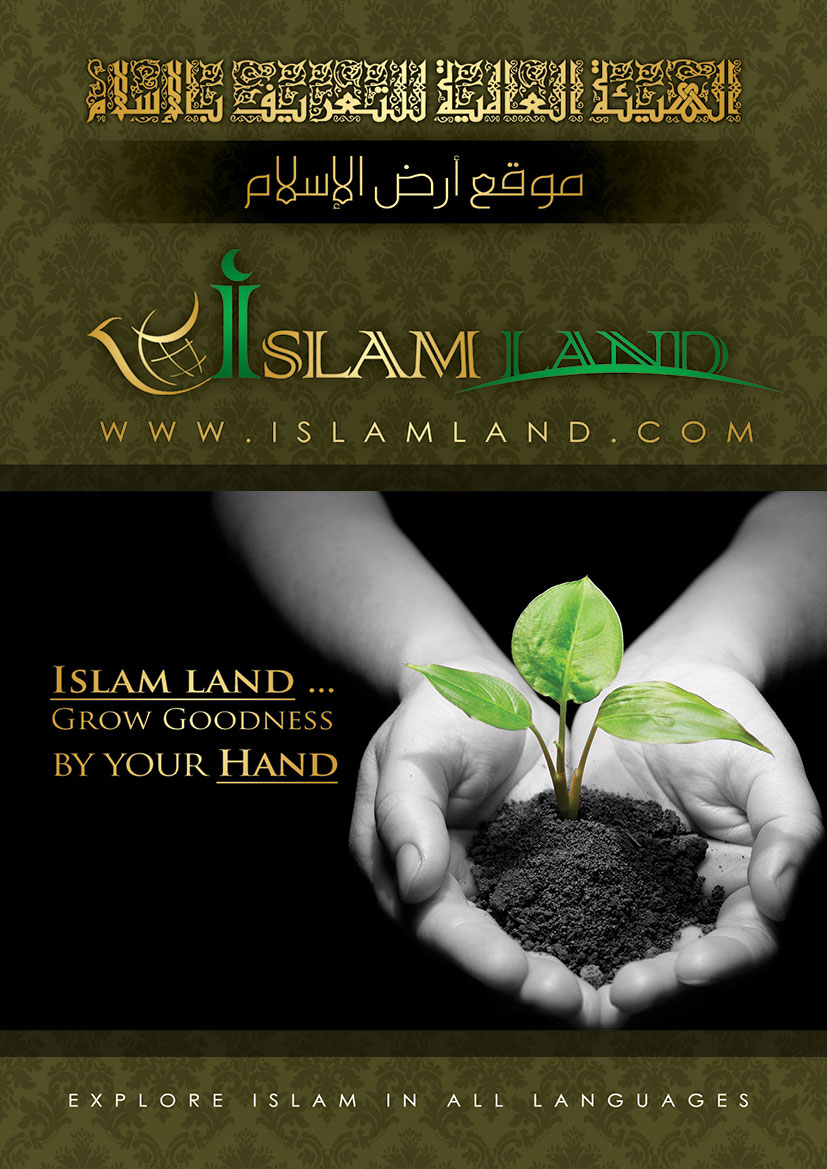 الهيئة العالمية للتعريف بالإسلام
موقع أرض الإسلام
ISLAM LAND
WWW.ISLAMLAND.COM
ISLAM LAND ...
GROW GOODNESS
BY YOUR HAND
EXPLORE ISLAM IN ALL LANGUAGES